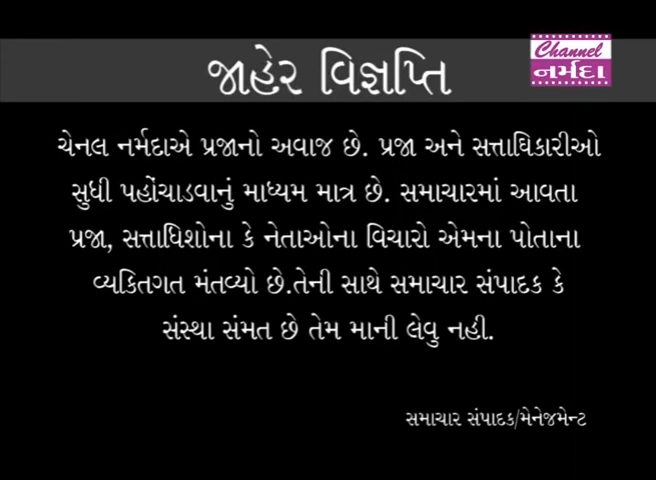 જાહેર વિજ્ઞપ્તિ
Channel
નર્મદા
ચેનલ નર્મદાએ પ્રજાનો અવાજ છે. પ્રજા અને સત્તાધિકારીઓ
સુધી પહોંચાડવાનું માધ્યમ માત્ર છે. સમાચારમાં આવતા
પ્રજા, સત્તાધિશોના કે નેતાઓના વિચારો એમના પોતાના
વ્યકિતગત મંતવ્યો છે.તેની સાથે સમાચાર સંપાદક કે
સંસ્થા સંમત છે તેમ માની લેવુ નહી.
સમાચાર સંપાદક/મેનેજમેન્ટ